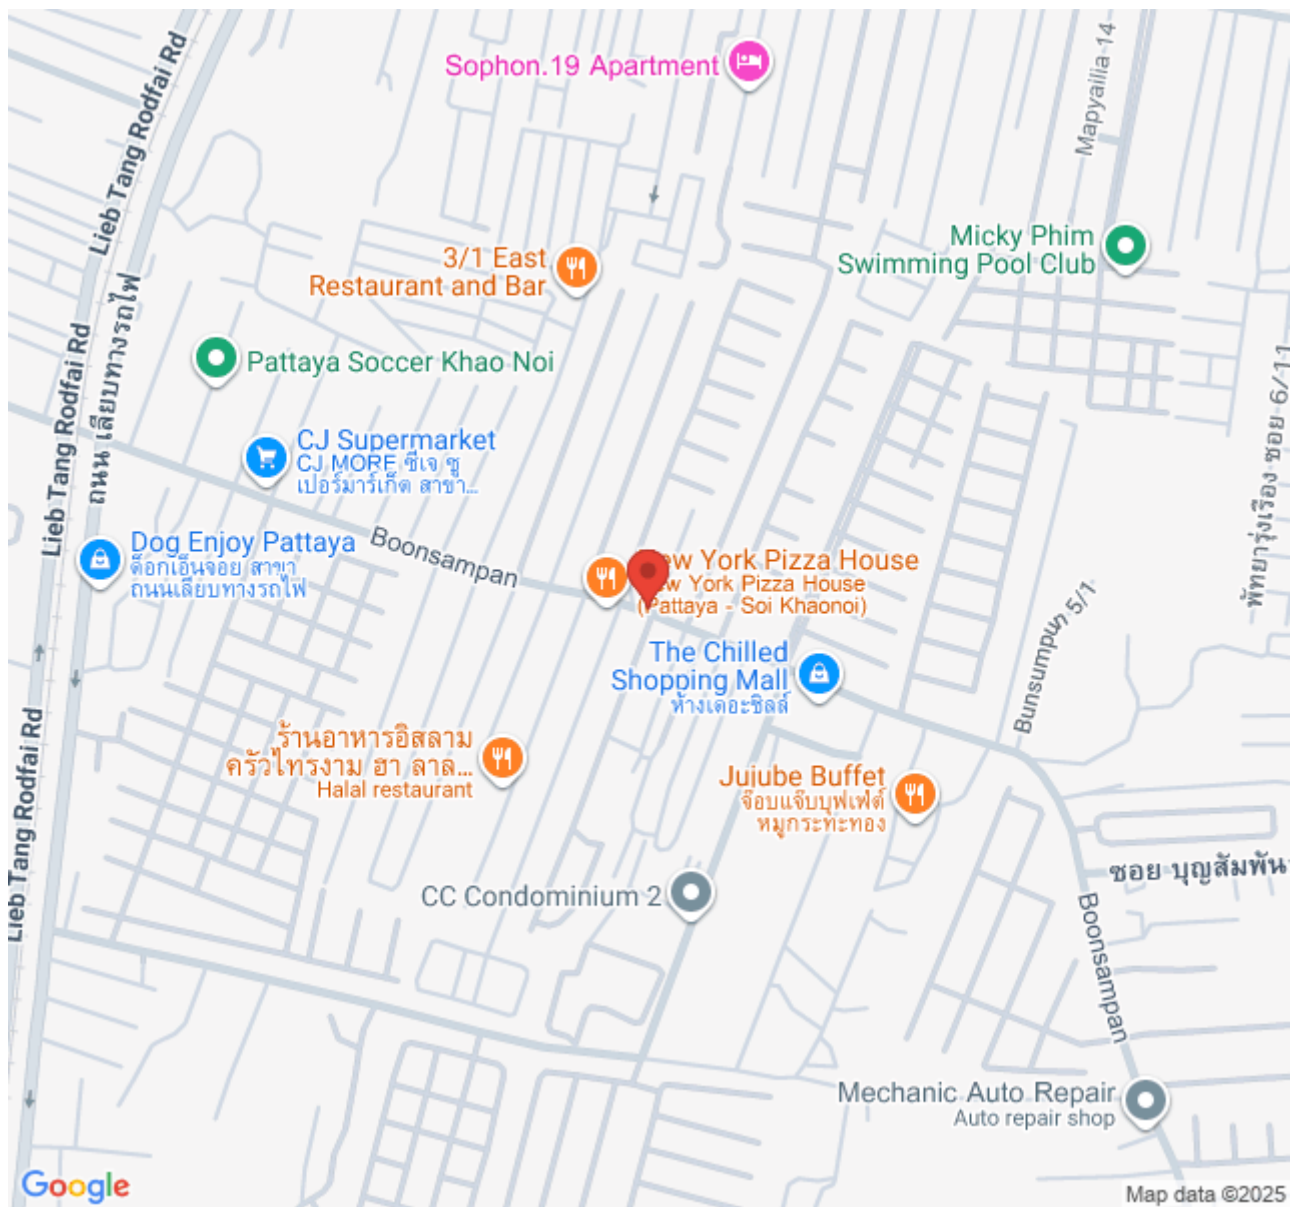 Sophon.19 Apartment
Mapyailia 14
Lieb Tang Rodfai Rd
3/1 East
Restaurant and Bar
Micky Phim
Swimming Pool Club
ถนน เลียบทางรถไฟ
Lieb Tang Rodfai Rd
Pattaya Soccer Khao Noi
พัทยารุ่งเรือง ซอย 6/11
CJ Supermarket
CJ MORE ซีเจ ซู
เปอร์มาร์เก็ต สาขา...
Boonsampan
Dog Enjoy Pattaya
ด็อกเอ็นจอย สาขา
ถนนเลียบทางรถไฟ
New York Pizza House
New York Pizza House
(Pattaya - Soi Khaonoi)
5/1
The Chilled
Shopping Mall
ห้างเดอะชิลล์
Lieb Tang Rodfai Rd
ร้านอาหารอิสลาม
ครัวไทรงาม ฮา ลาล...
Halal restaurant
Jujube Buffet
จ๊อบแจ๊บบุฟเฟ่ต์
หมูกระทะทอง
ซอย บุญสัมพัน
CC Condominium 2
Boonsampan
Mechanic Auto Repair
Auto repair shop
Google
Map data ©2025